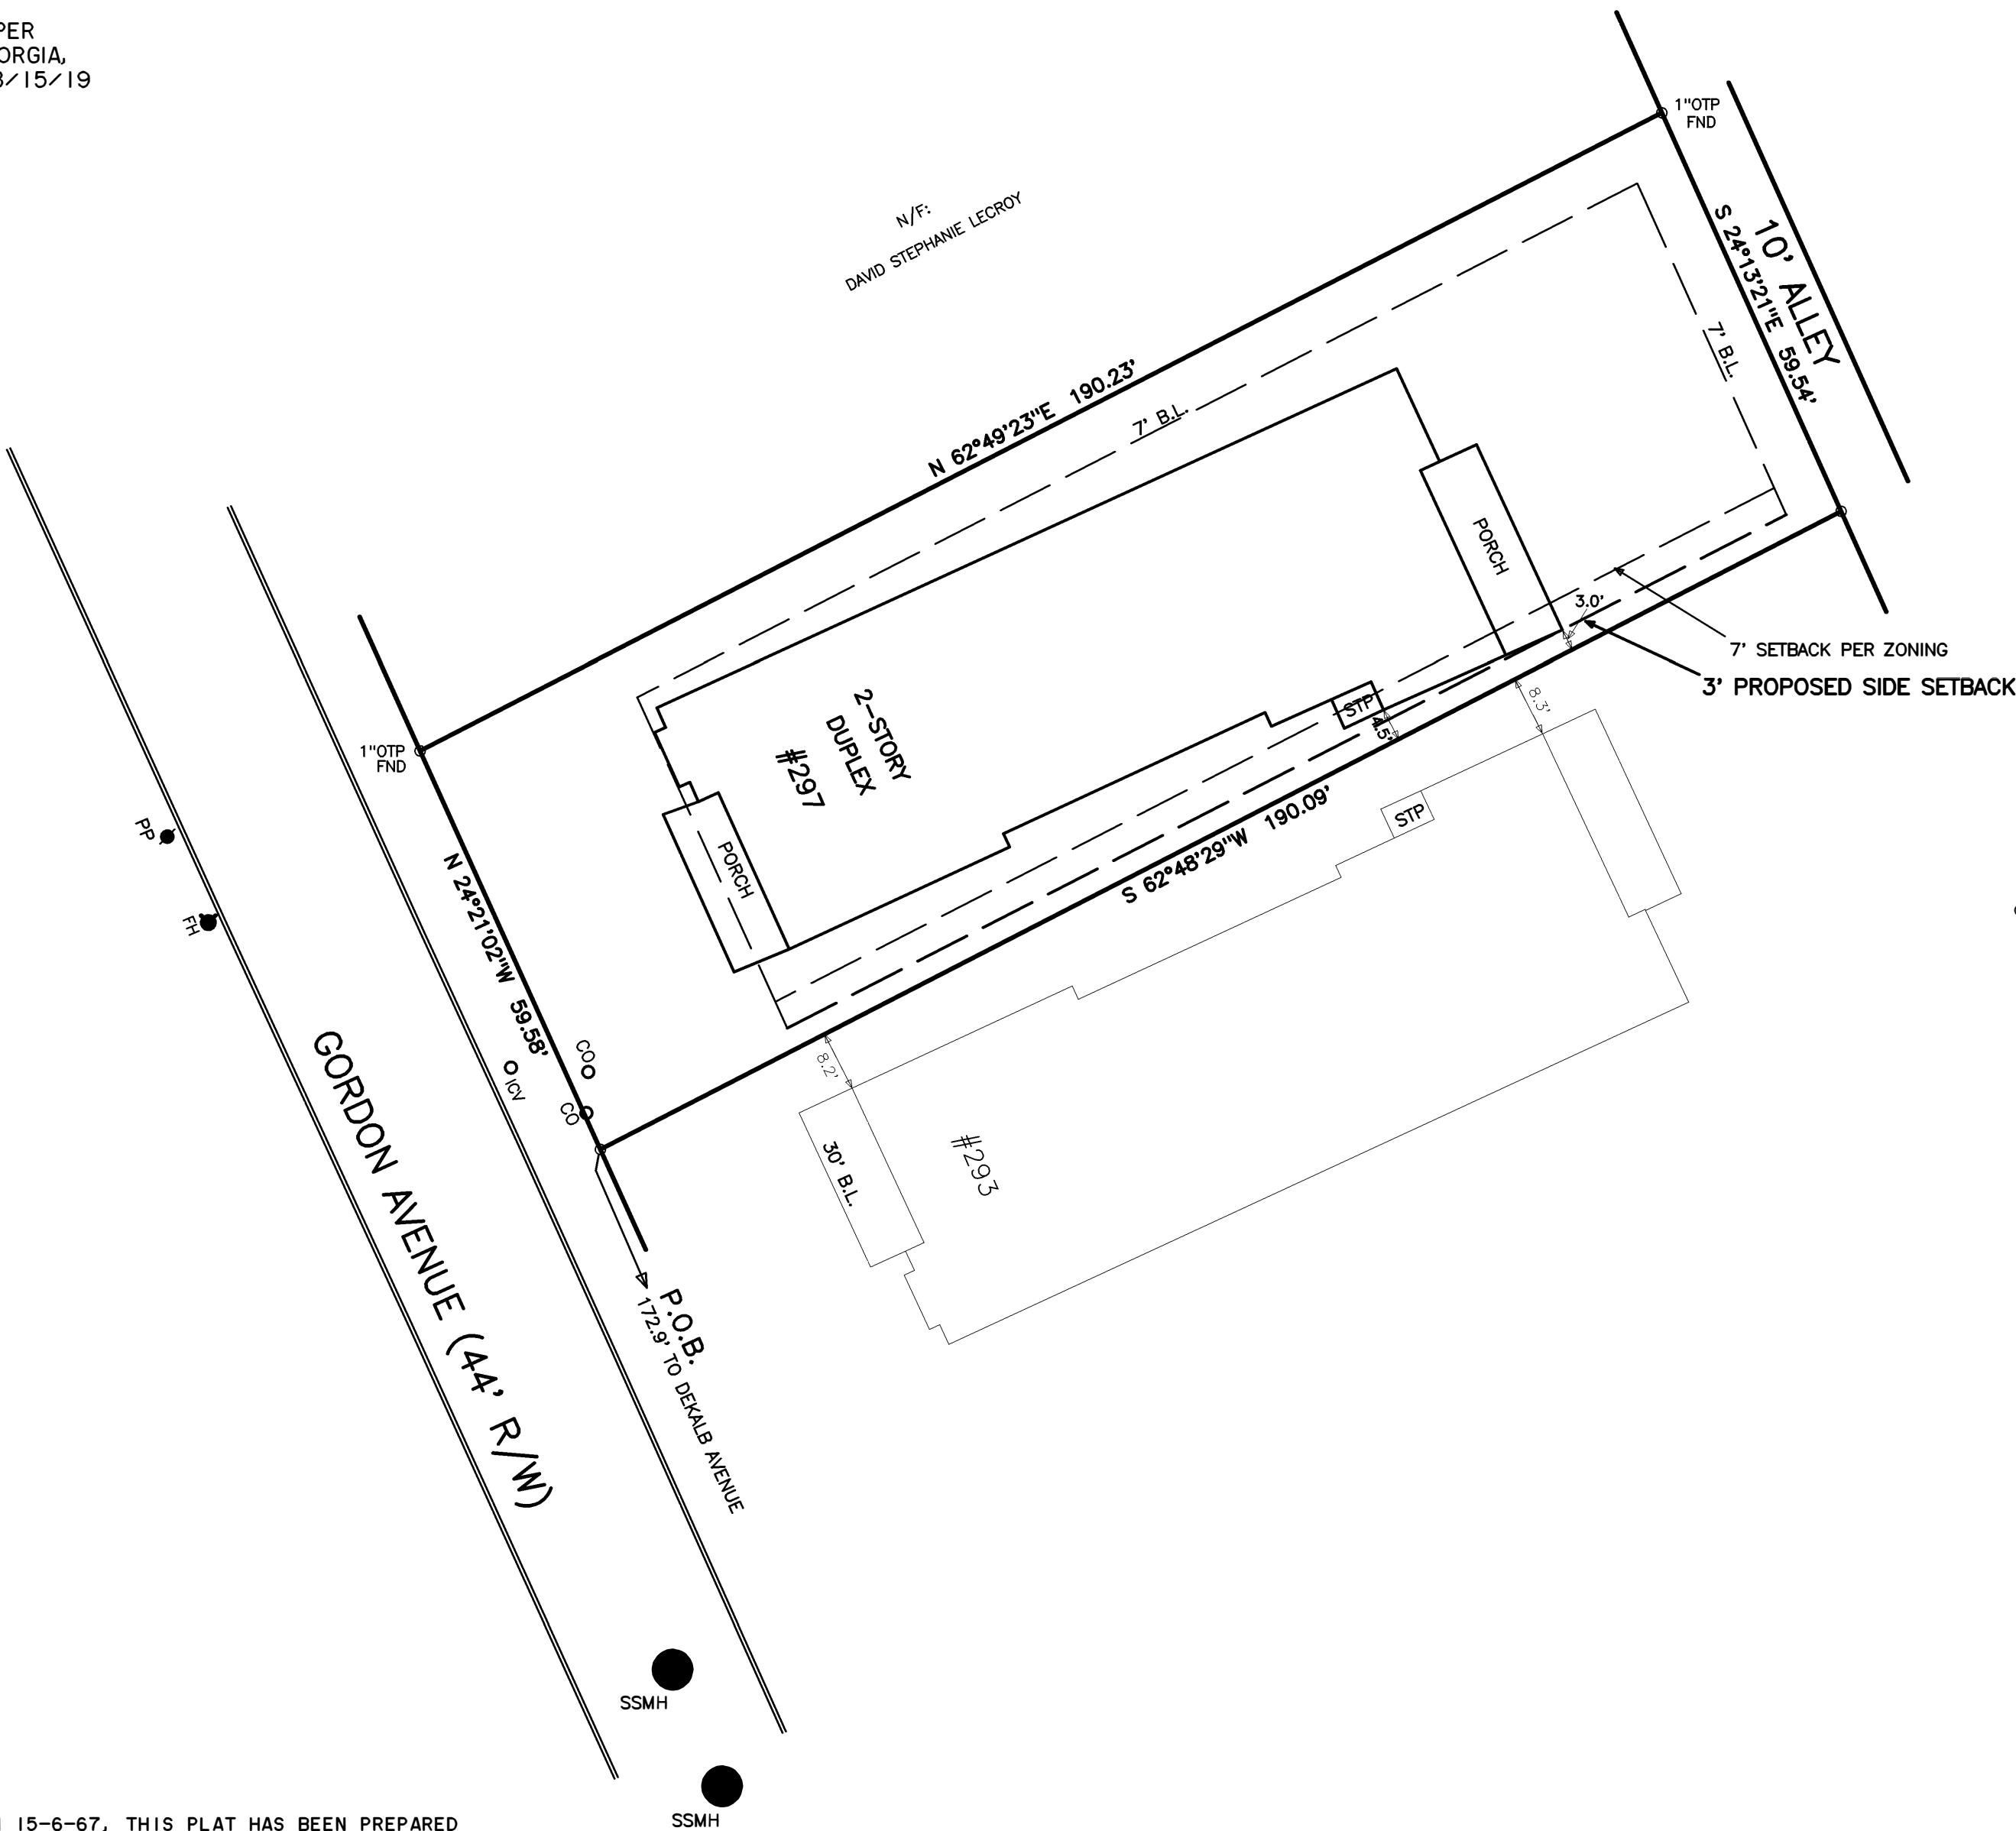 PER
ORGIA,
3/15/19
1"OTP
FND
N/F:
DAVID STEPHANIE LECROY
10' ALLEY
S 24°13'21"E 59.54'
7' B.L.
N 62°49'23"E 190.23'
7' B.L.
PORCH
3.0'
7' SETBACK PER ZONING
3' PROPOSED SIDE SETBACK
2-STORY
DUPLEX
#297
STP
4.5'
8.3'
1"OTP
FND
PP
FH
PORCH
S 62°48'29"W 190.09'
STP
N 24°21'02"W 59.58'
CO
ICV
CO
8.2'
30' B.L.
#293
GORDON AVENUE (44' R/W)
P.O.B.
172.9' TO DEKALB AVENUE
SSMH
SSMH
15-6-67, THIS PLAT HAS BEEN PREPARED